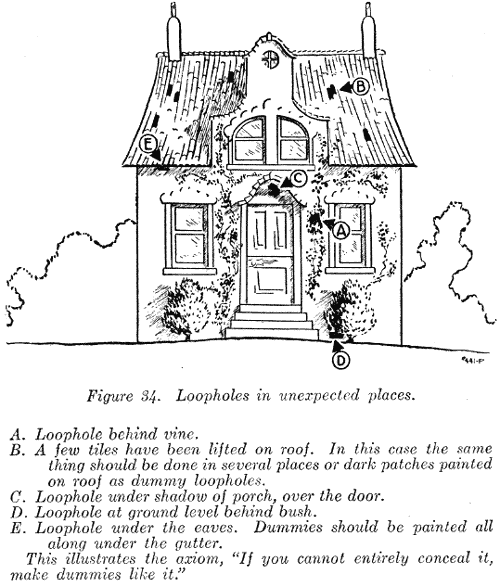 B
E
C
A
D
Figure 34. Loopholes in unexpected places.
A. Loophole behind vine.
B. A few tiles have been lifted on roof. In this case the same
thing should be done in several places or dark patches painted
on roof as dummy loopholes.
C. Loophole under shadow of porch, over the door.
D. Loophole at ground level behind bush.
E. Loophole under the eaves. Dummies should be painted all
along under the gutter.
This illustrates the axiom, "If you cannot entirely conceal it,
make dummies like it."